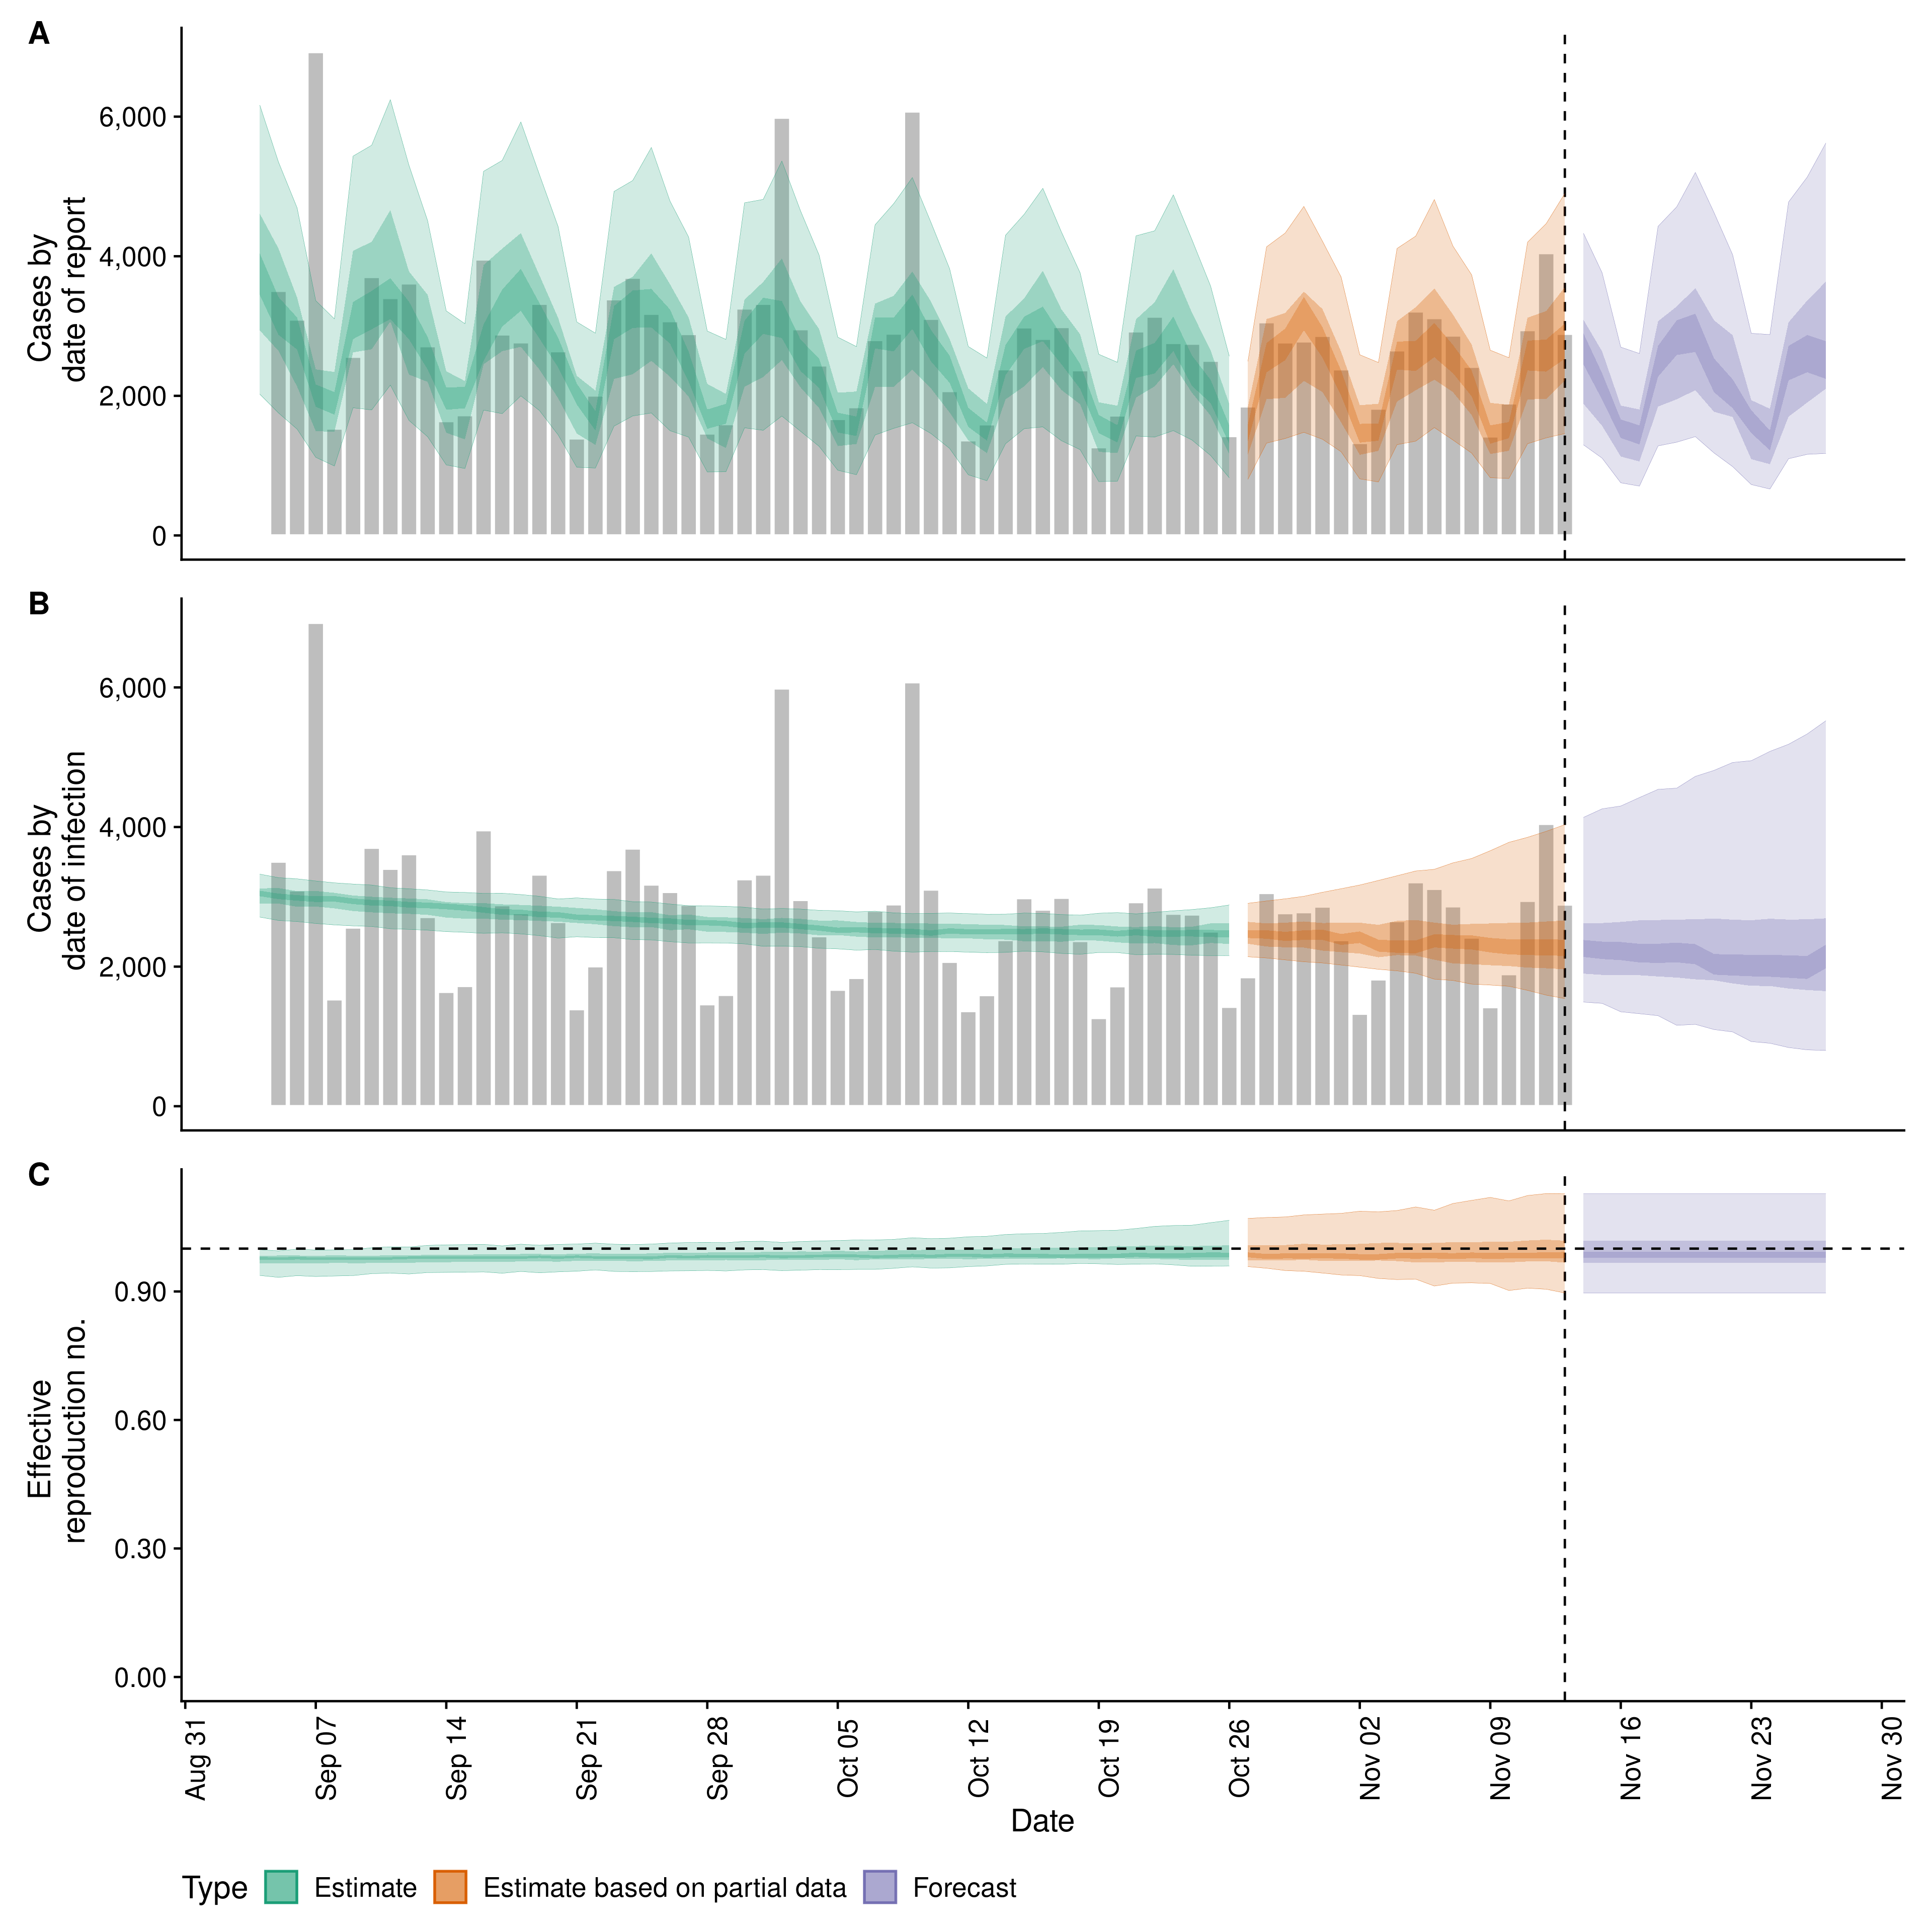 A
Cases by
date of report
6,000
4,000
2,000
0
B
Cases by
date of infection
6,000
4,000
2,000
0
C
Effective
reproduction no.
0.90
0.60
0.30
0.00
Aug 31
Sep 07
Sep 14
Sep 21
Sep 28
Oct 05
Oct 12
Oct 19
Oct 26
Nov 02
Nov 09
Nov 16
Nov 23
Nov 30
Date
Type Estimate Estimate based on partial data Forecast